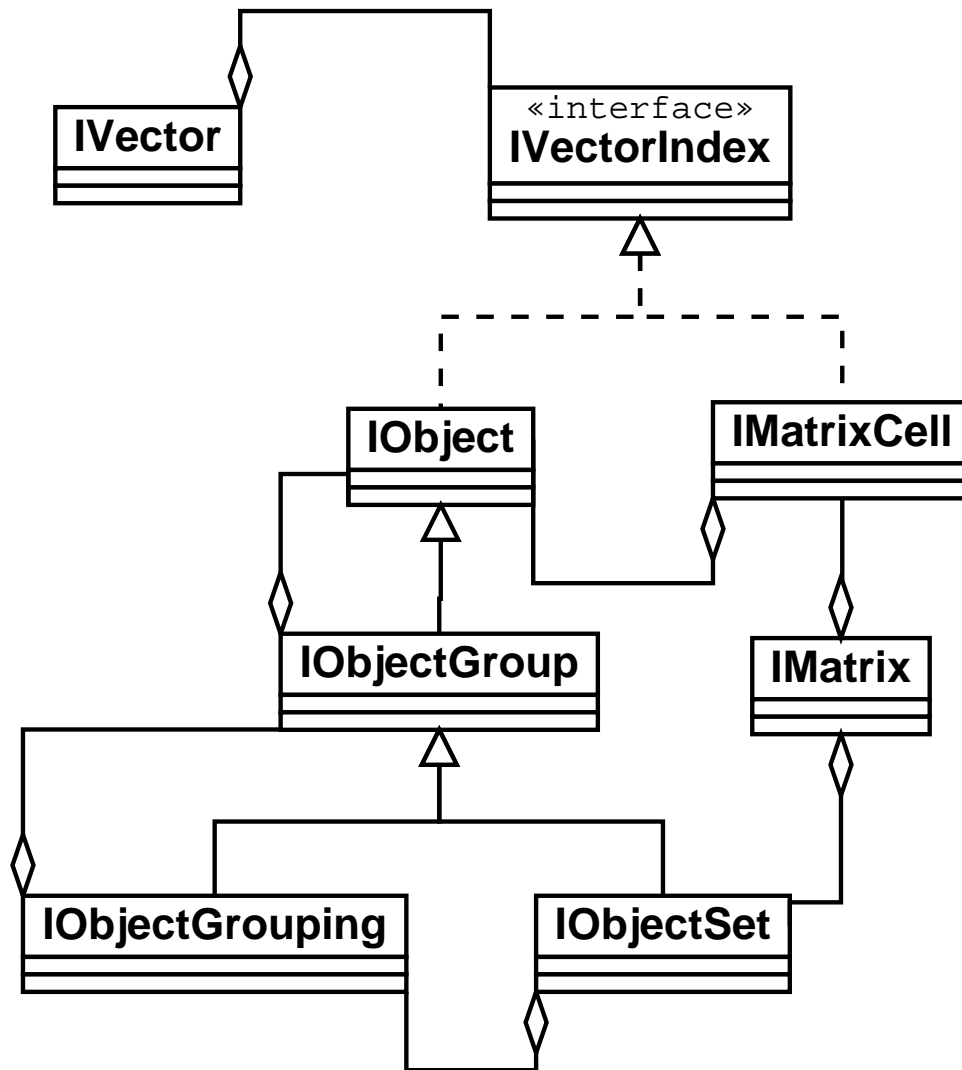 IVector
«interface»
IVectorIndex
IObject
IMatrixCell
IObjectGroup
IMatrix
IObjectGrouping
IObjectSet